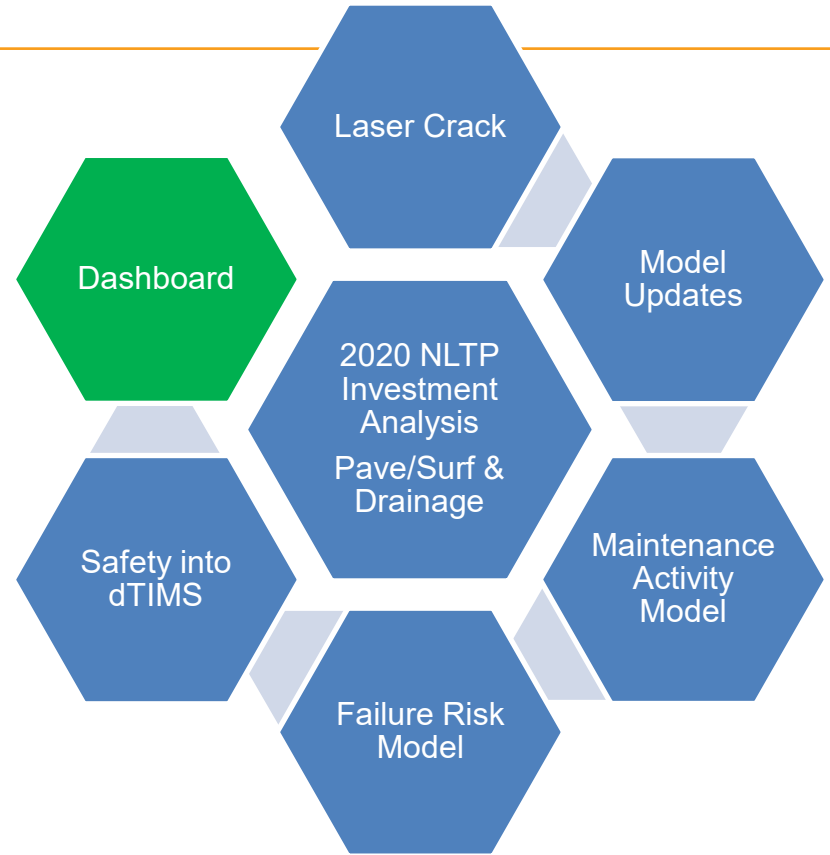 Laser Crack
Dashboard
Model
Updates
2020 NLTP
Investment
Analysis
Pave/Surf &
Drainage
Safety into
dTIMS
Maintenance
Activity
Model
Failure Risk
Model